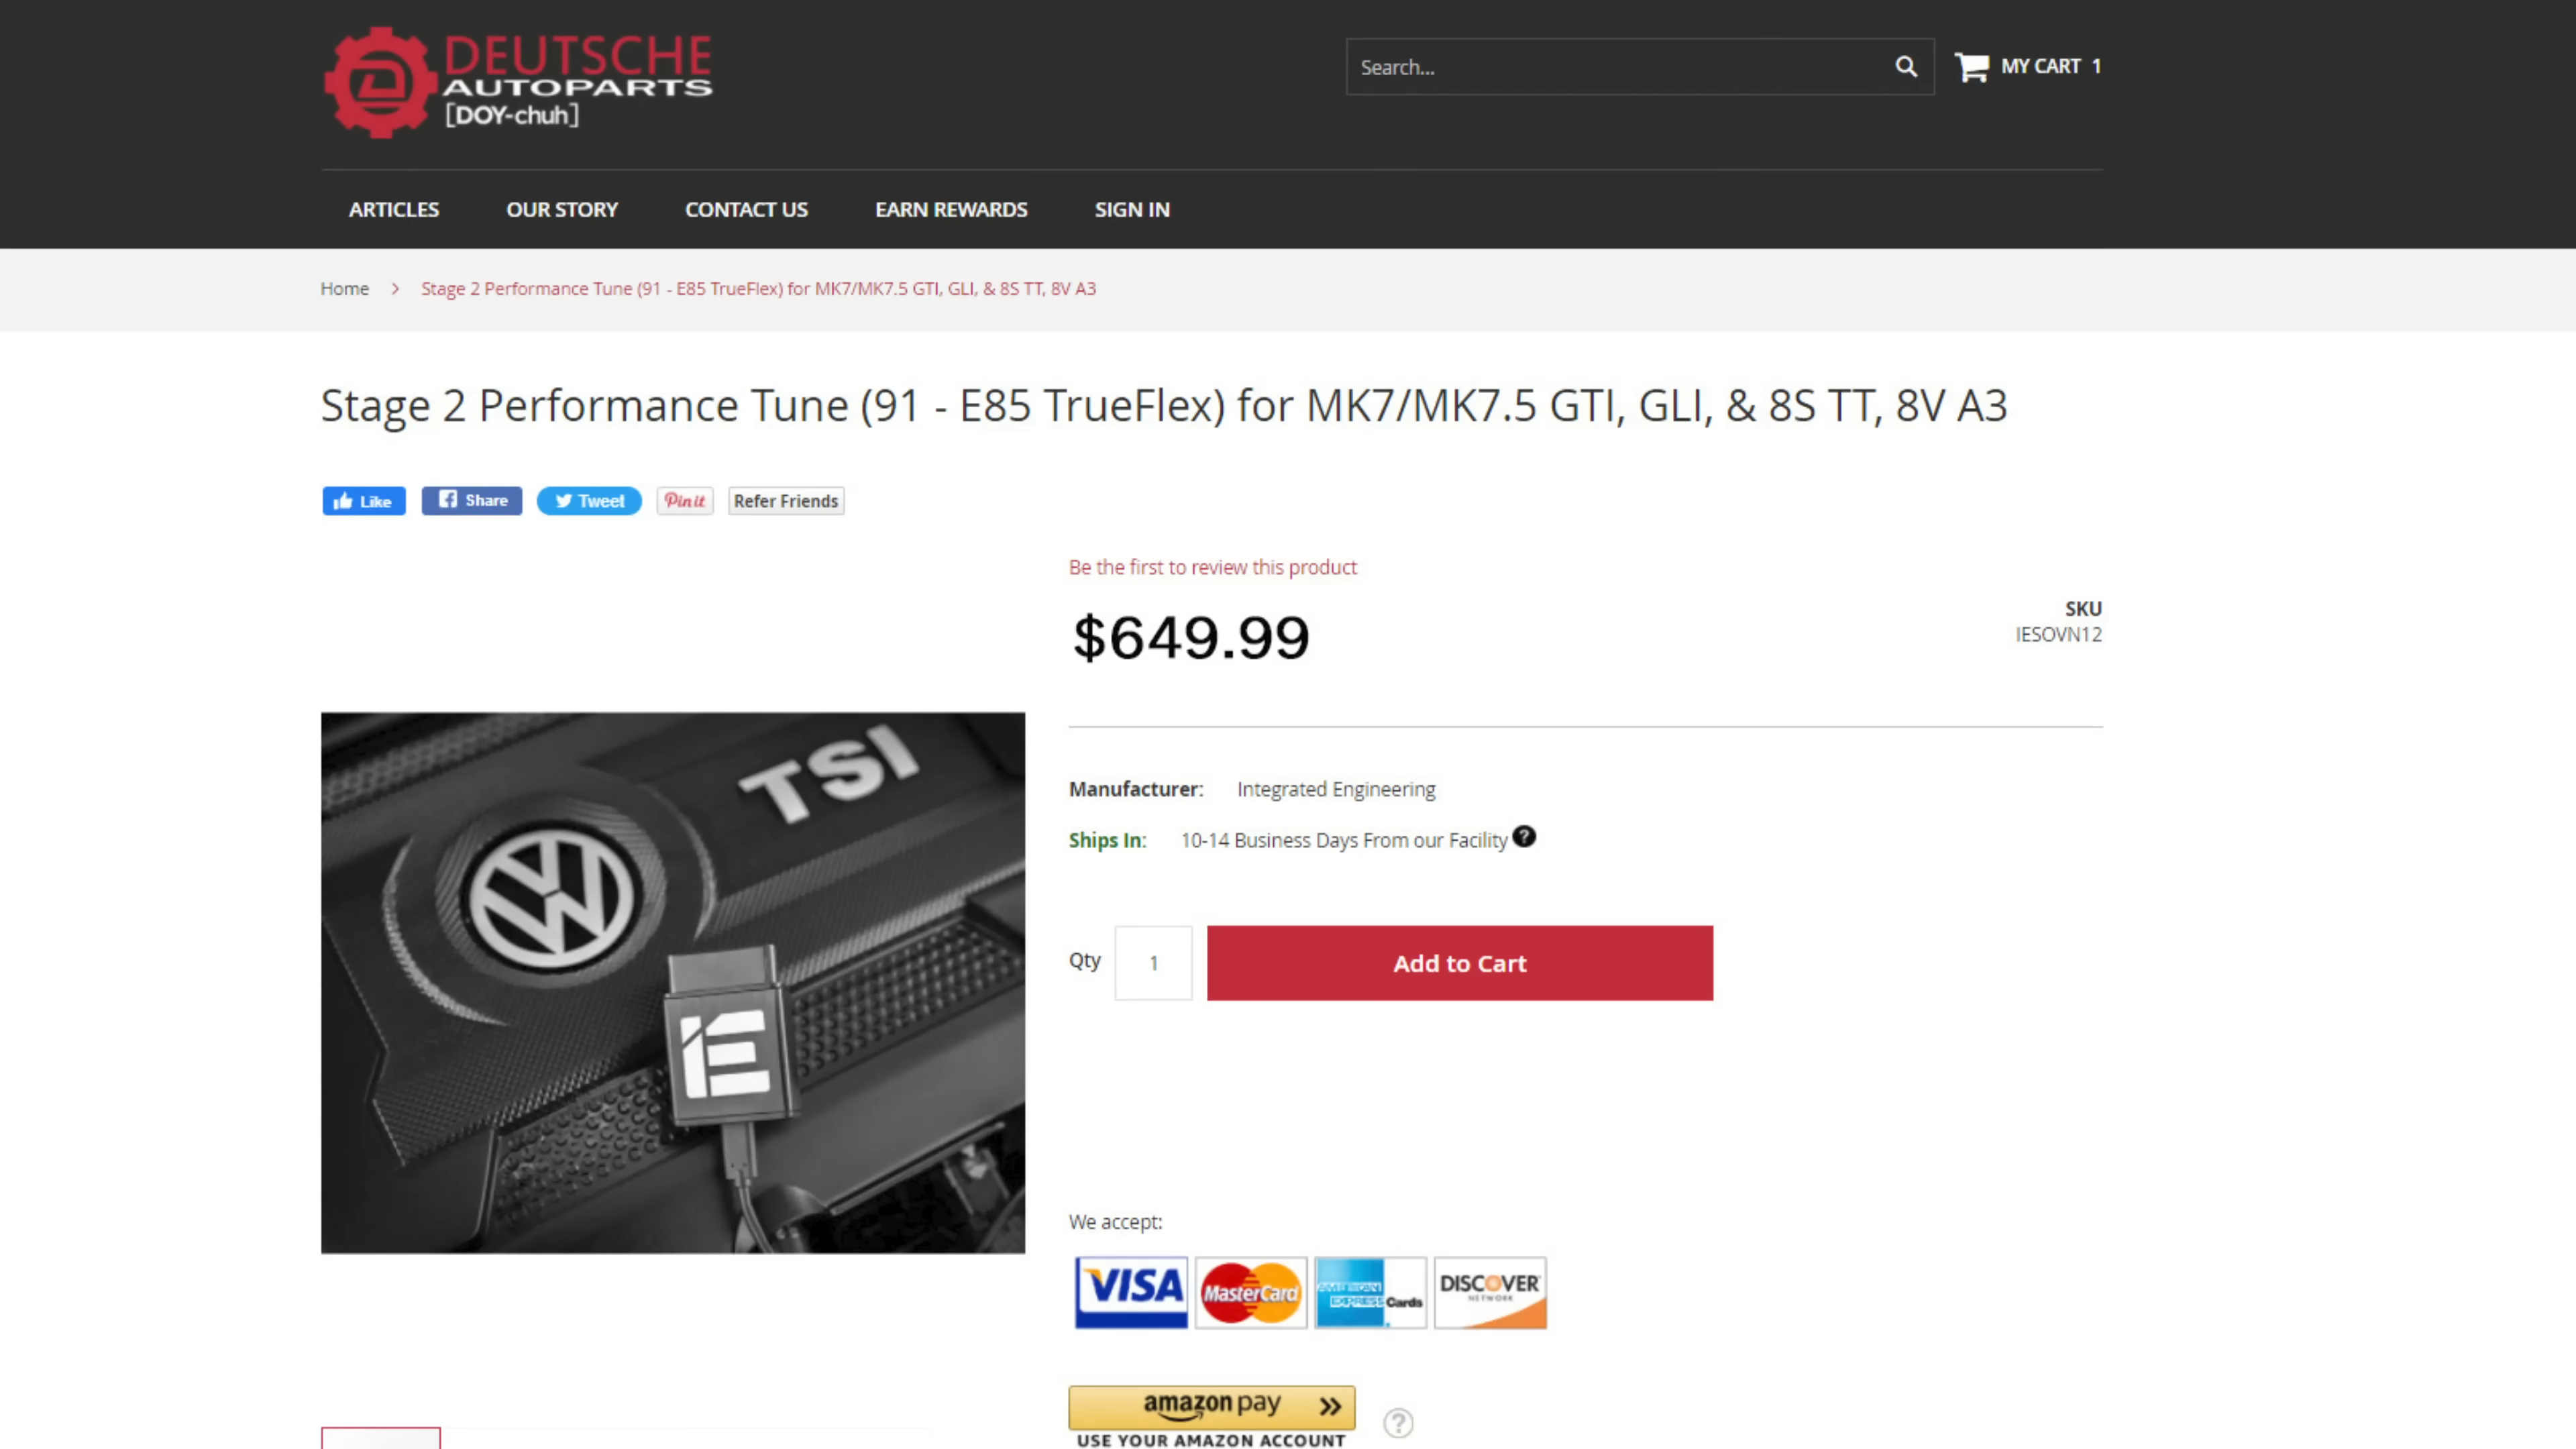 DEUTSCHE
AUTOPARTS
[DOY-chuh]
Search...
MY CART 1
ARTICLES OUR STORY CONTACT US EARN REWARDS SIGN IN
Home > Stage 2 Performance Tune (91 - E85 TrueFlex) for MK7/MK7.5 GTI, GLI, & 8S TT, 8V A3
Stage 2 Performance Tune (91 - E85 TrueFlex) for MK7/MK7.5 GTI, GLI, & 8S TT, 8V A3
Like Share Tweet Pin it Refer Friends
Be the first to review this product
$649.99
SKU
IESOVN12
TSI
IE
Manufacturer: Integrated Engineering
Ships In: 10-14 Business Days From our Facility ?
Qty 1 Add to Cart
We accept:
VISA MasterCard AMERICAN EXPRESS Cards DISCOVER NETWORK
amazon pay »
?
USE YOUR AMAZON ACCOUNT